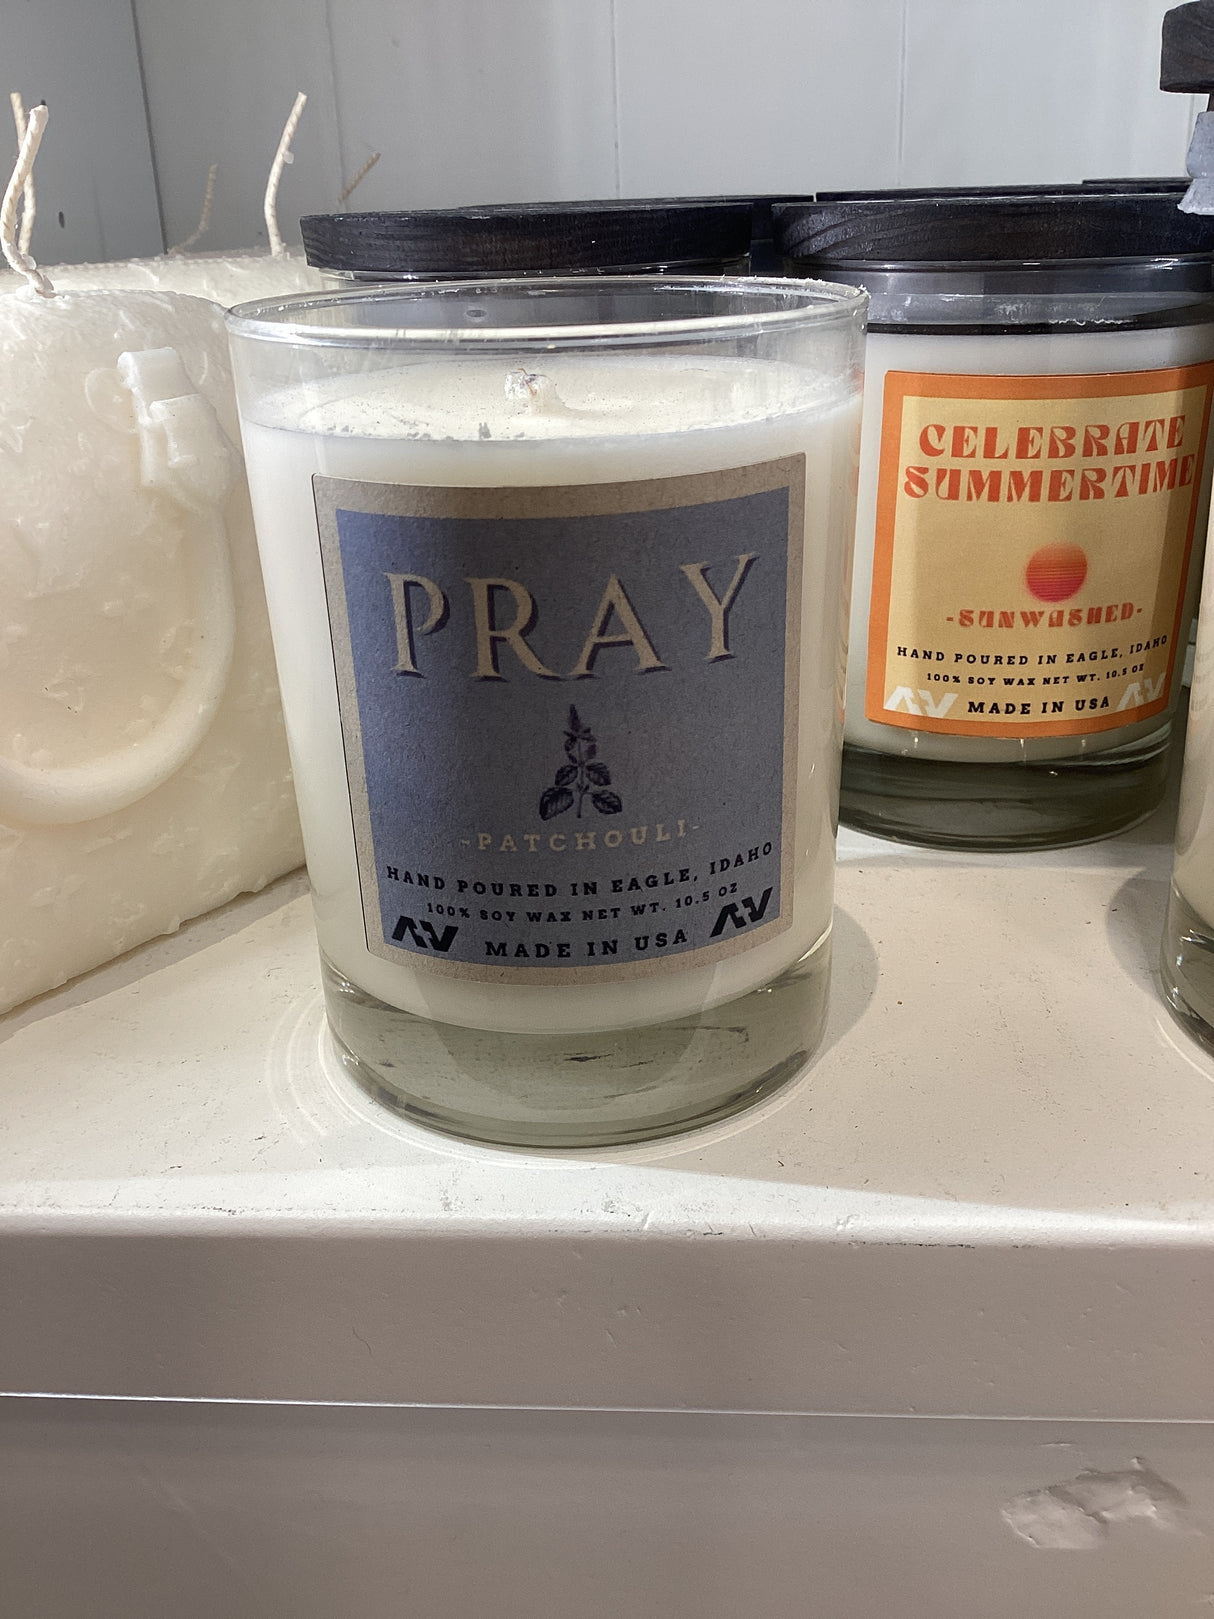 PRAY
-PATCHOULI-
HAND POURED IN EAGLE, IDAHO
100% SOY WAX NET WT. 10.5 OZ
AV MADE IN USA AV
CELEBRATE
SUMMERTIME
-SUNWASHED-
HAND POURED IN EAGLE, IDAHO
100% SOY WAX NET WT. 10.5 OZ
AV MADE IN USA AV